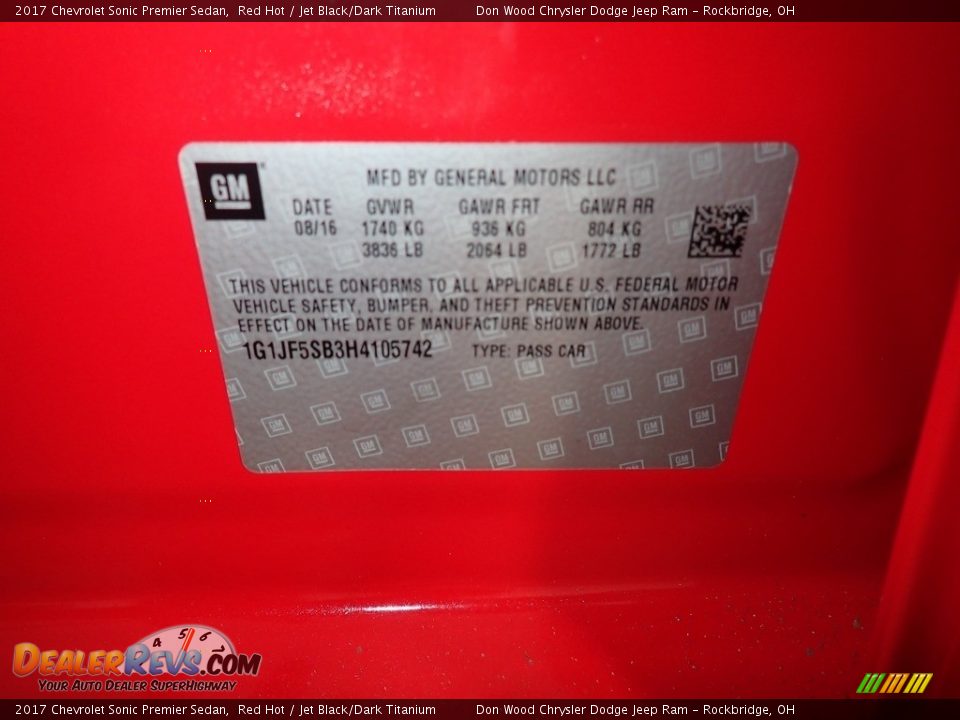 2017 Chevrolet Sonic Premier Sedan, Red Hot / Jet Black/Dark Titanium Don Wood Chrysler Dodge Jeep Ram - Rockbridge, OH
GM
MFD BY GENERAL MOTORS LLC
DATE GVWR GAWR FRT GAWR RR
08/16 1740 KG 936 KG 804 KG
3836 LB 2064 LB 1772 LB
THIS VEHICLE CONFORMS TO ALL APPLICABLE U.S. FEDERAL MOTOR
VEHICLE SAFETY, BUMPER, AND THEFT PREVENTION STANDARDS IN
EFFECT ON THE DATE OF MANUFACTURE SHOWN ABOVE.
1G1JF5SB3H4105742 TYPE: PASS CAR
4 5 6
DealerRevs.com
Your Auto Dealer SuperHighway
2017 Chevrolet Sonic Premier Sedan, Red Hot / Jet Black/Dark Titanium Don Wood Chrysler Dodge Jeep Ram - Rockbridge, OH